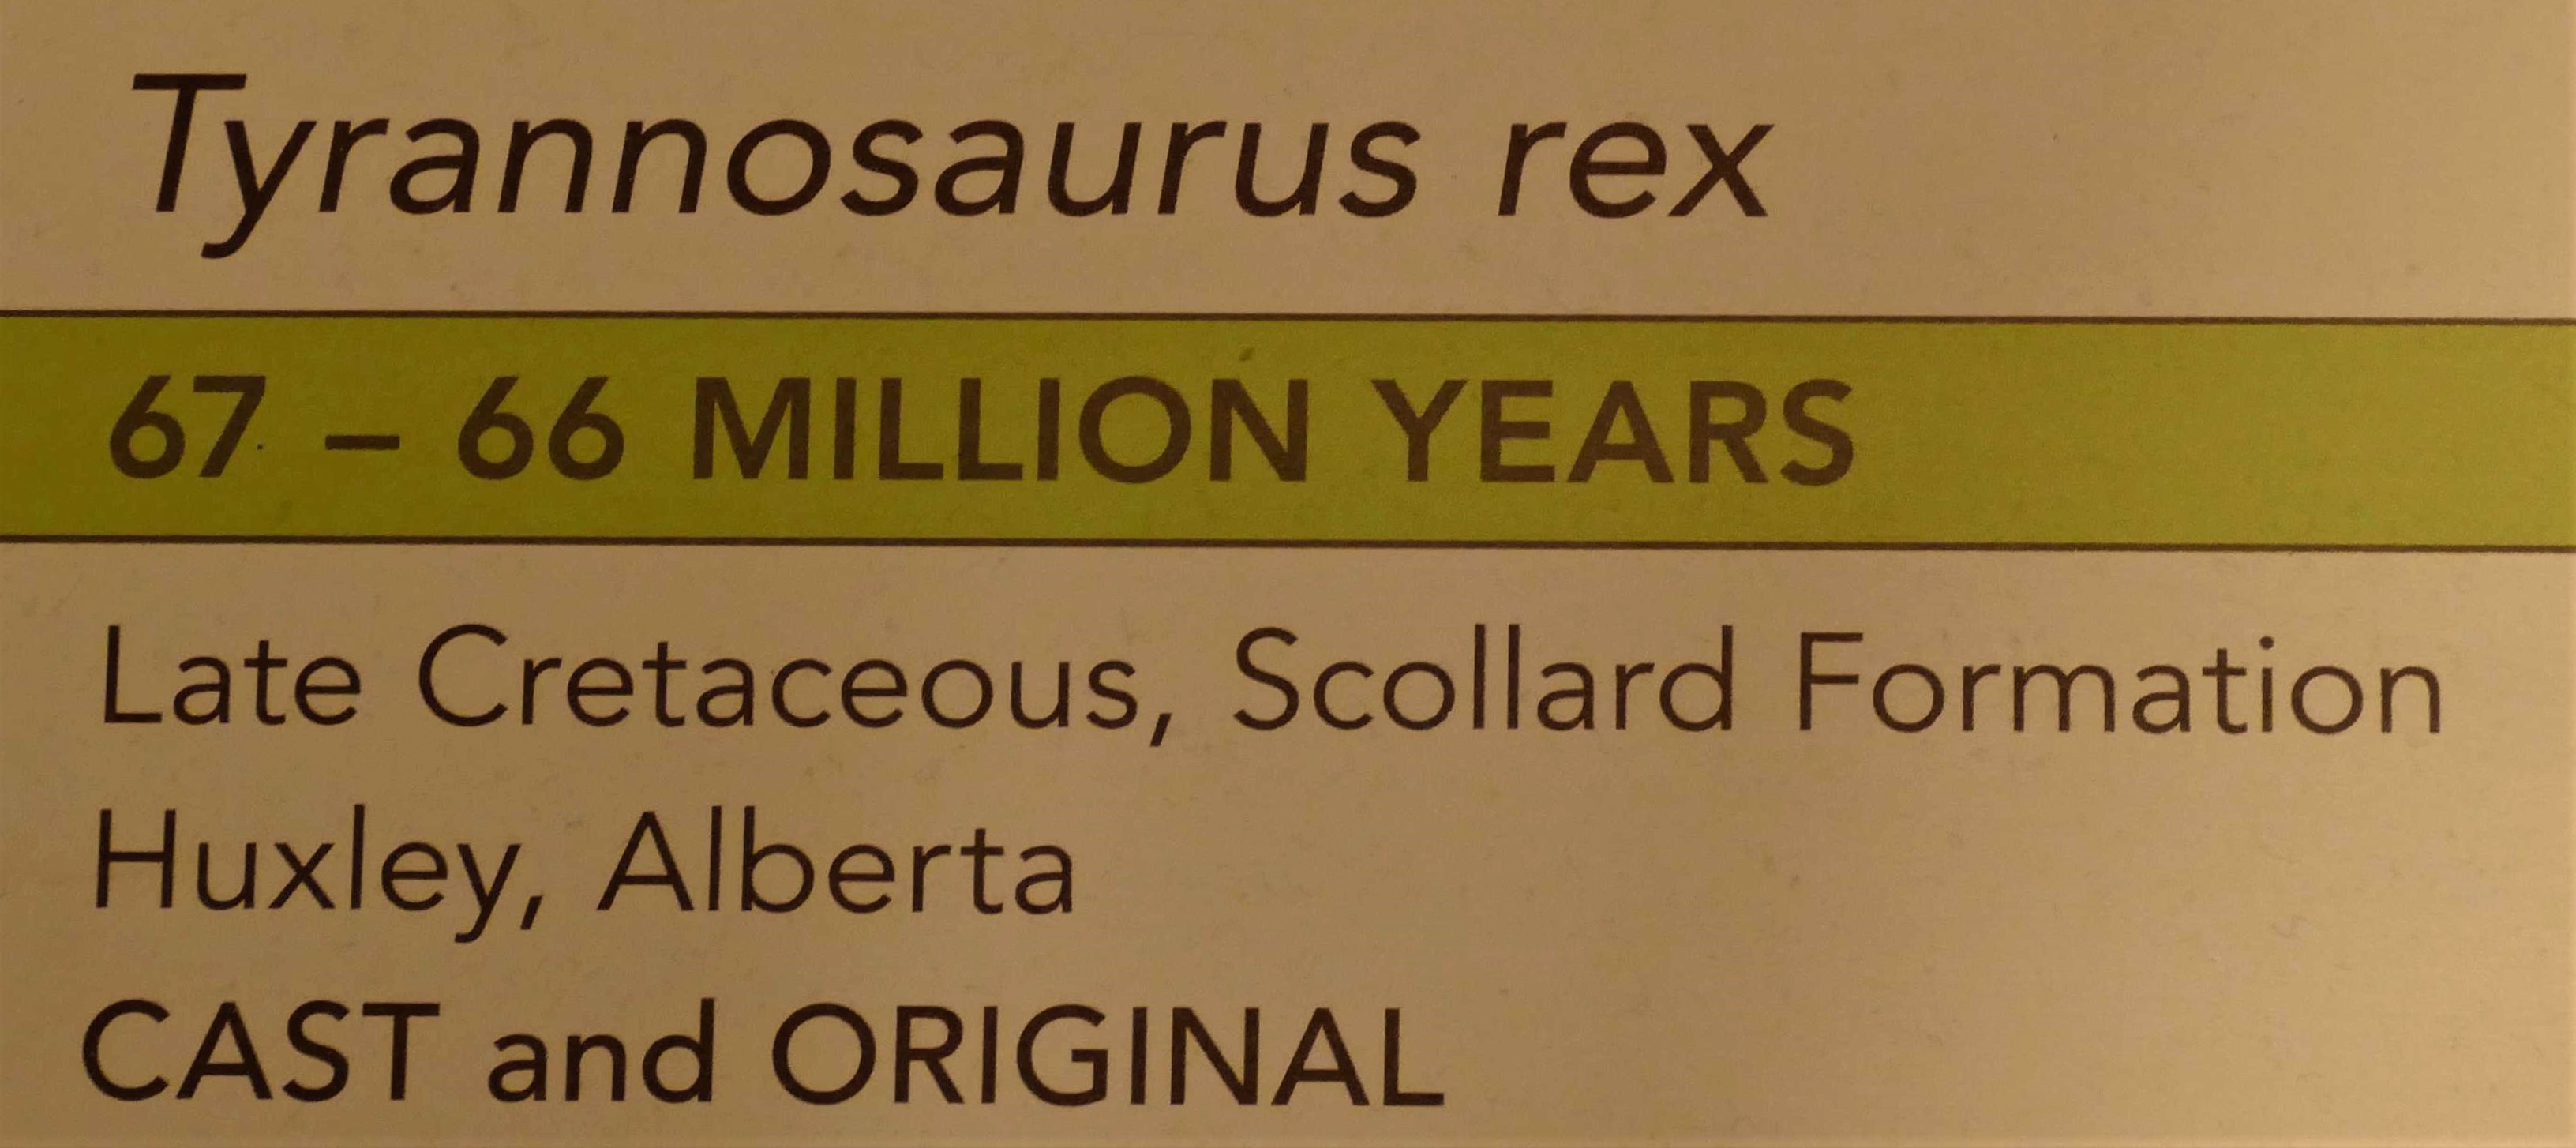 Tyrannosaurus rex
67 – 66 MILLION YEARS
Late Cretaceous, Scollard Formation
Huxley, Alberta
CAST and ORIGINAL